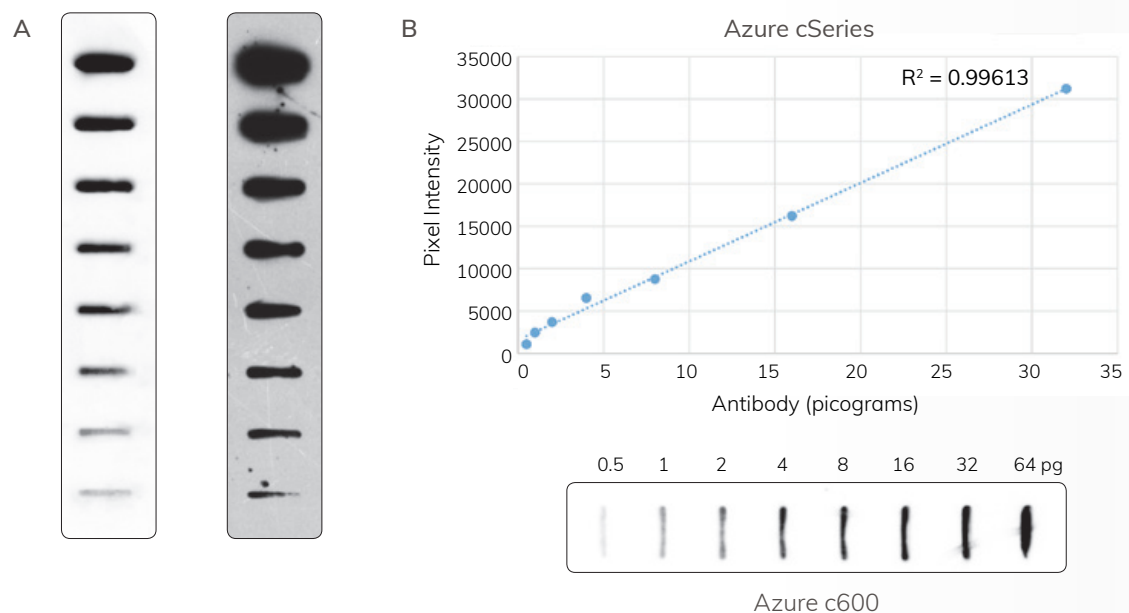 A
B
Azure cSeries
35000
R² = 0.99613
30000
25000
20000
15000
10000
5000
0
Pixel Intensity
0 5 10 15 20 25 30 35
Antibody (picograms)
0.5 1 2 4 8 16 32 64 pg
Azure c600